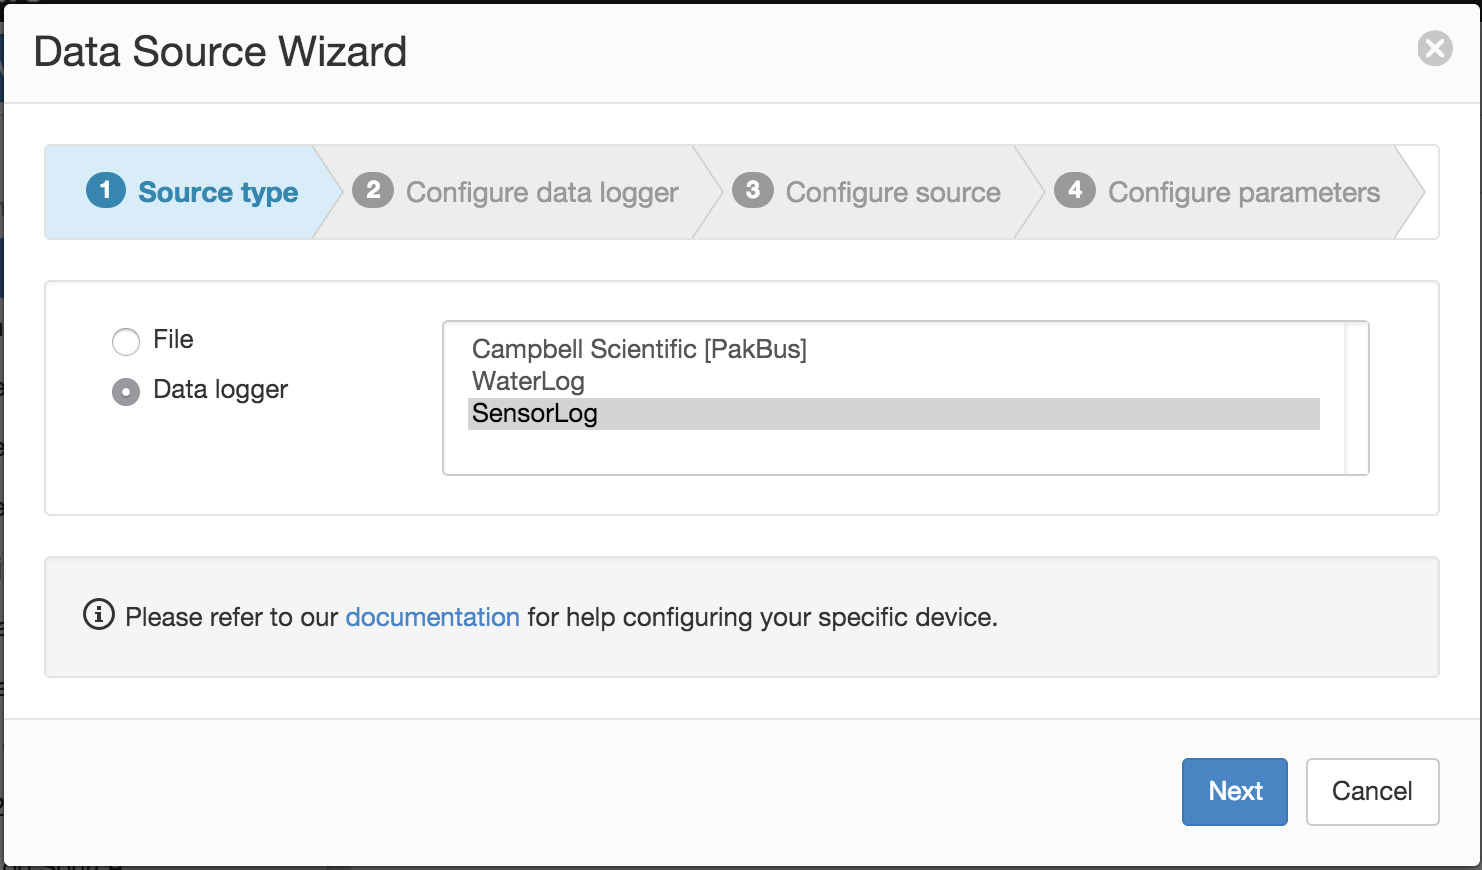 Data Source Wizard
1 Source type 2 Configure data logger 3 Configure source 4 Configure parameters
File
Data logger
Campbell Scientific [PakBus]
WaterLog
SensorLog
Please refer to our documentation for help configuring your specific device.
Next Cancel